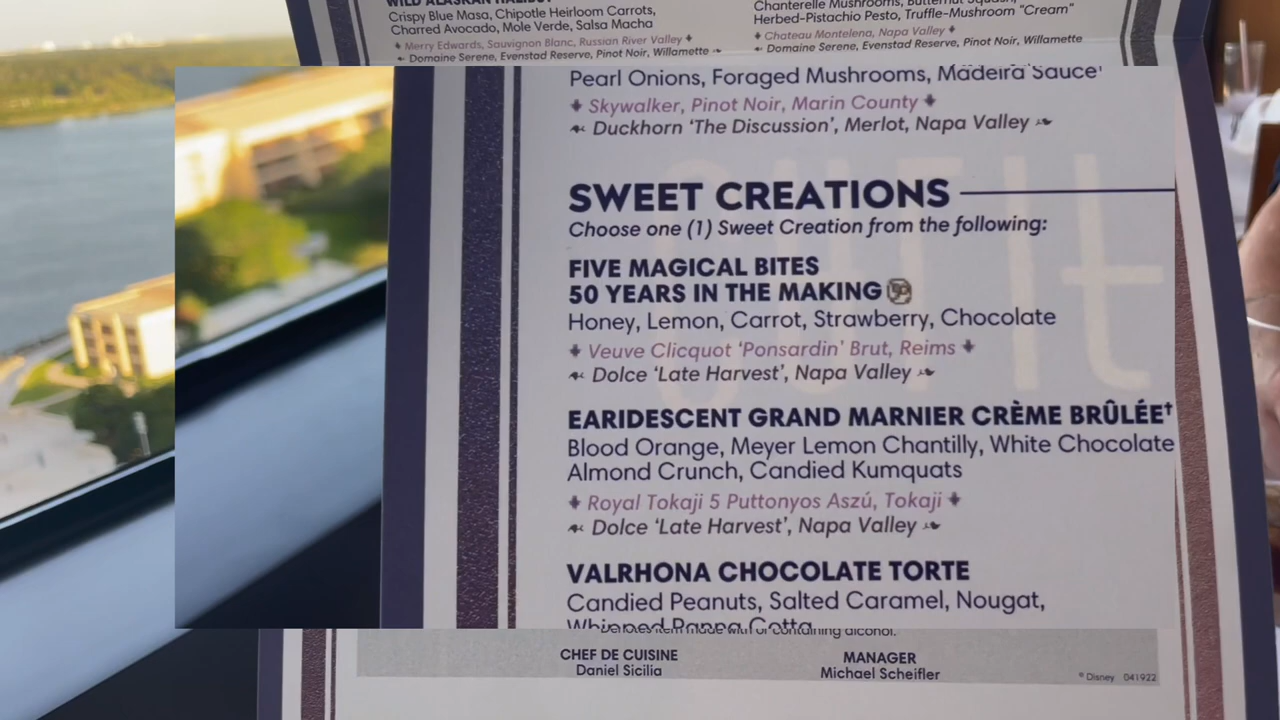 WILD ALASKAN HALIBUT
Crispy Blue Masa, Chipotle Heirloom Carrots,
Charred Avocado, Mole Verde, Salsa Macha
Merry Edwards, Sauvignon Blanc, Russian River Valley
Domaine Serene, Evenstad Reserve, Pinot Noir, Willamette
Chanterelle Mushrooms, Butternut Squash,
Herbed-Pistachio Pesto, Truffle-Mushroom "Cream"
Chateau Montelena, Napa Valley
Domaine Serene, Evenstad Reserve, Pinot Noir, Willamette
Pearl Onions, Foraged Mushrooms, Madeira Sauce†
Skywalker, Pinot Noir, Marin County
Duckhorn ‘The Discussion’, Merlot, Napa Valley
SWEET CREATIONS
Choose one (1) Sweet Creation from the following:
FIVE MAGICAL BITES
50 YEARS IN THE MAKING
Honey, Lemon, Carrot, Strawberry, Chocolate
Veuve Clicquot ‘Ponsardin’ Brut, Reims
Dolce ‘Late Harvest’, Napa Valley
EARIDESCENT GRAND MARNIER CRÈME BRÛLÉE†
Blood Orange, Meyer Lemon Chantilly, White Chocolate
Almond Crunch, Candied Kumquats
Royal Tokaji 5 Puttonyos Aszú, Tokaji
Dolce ‘Late Harvest’, Napa Valley
VALRHONA CHOCOLATE TORTE
Candied Peanuts, Salted Caramel, Nougat,
Whipped Panna Cotta
containing alcohol.
CHEF DE CUISINE
Daniel Sicilia
MANAGER
Michael Scheifler
© Disney 041922